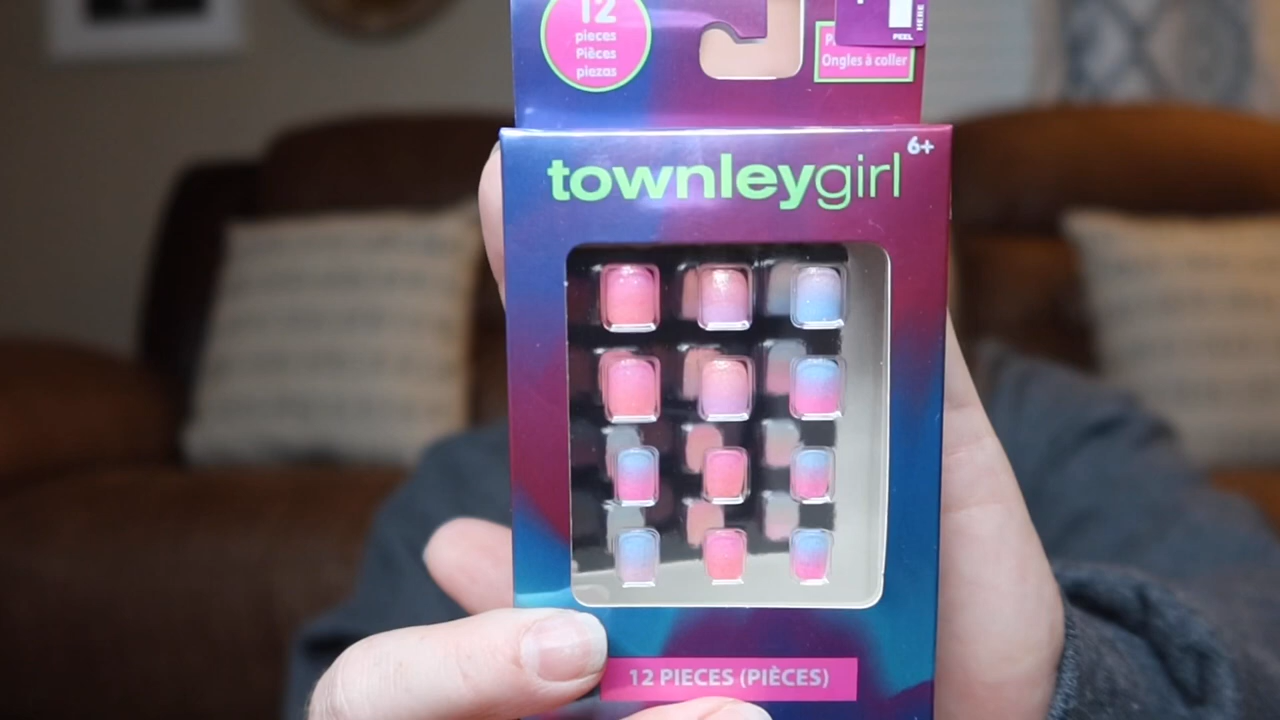 12
pieces
Pièces
piezas
PEEL
HERE
Ongles à coller
6+
townleygirl
12 PIECES (PIÈCES)